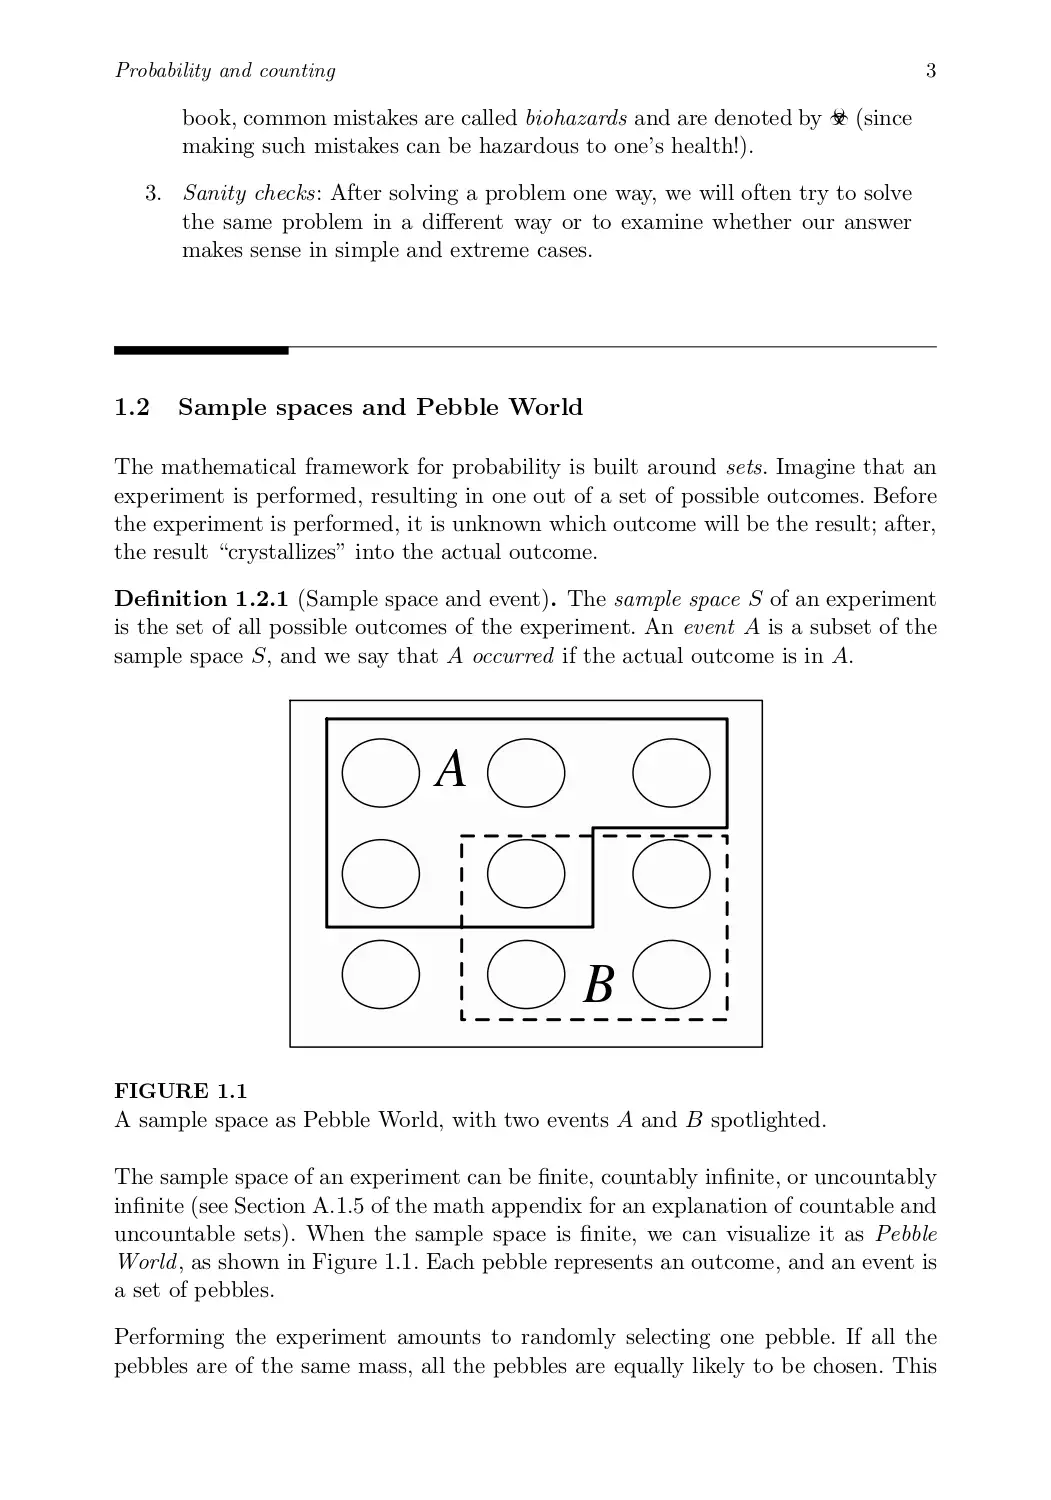 Probability and counting 3
book, common mistakes are called biohazards and are denoted by ☣ (since
making such mistakes can be hazardous to one's health!).
3. Sanity checks: After solving a problem one way, we will often try to solve
the same problem in a different way or to examine whether our answer
makes sense in simple and extreme cases.
1.2 Sample spaces and Pebble World
The mathematical framework for probability is built around sets. Imagine that an
experiment is performed, resulting in one out of a set of possible outcomes. Before
the experiment is performed, it is unknown which outcome will be the result; after,
the result “crystallizes” into the actual outcome.
Definition 1.2.1 (Sample space and event). The sample space S of an experiment
is the set of all possible outcomes of the experiment. An event A is a subset of the
sample space S, and we say that A occurred if the actual outcome is in A.
A
B
FIGURE 1.1
A sample space as Pebble World, with two events A and B spotlighted.
The sample space of an experiment can be finite, countably infinite, or uncountably
infinite (see Section A.1.5 of the math appendix for an explanation of countable and
uncountable sets). When the sample space is finite, we can visualize it as Pebble
World, as shown in Figure 1.1. Each pebble represents an outcome, and an event is
a set of pebbles.
Performing the experiment amounts to randomly selecting one pebble. If all the
pebbles are of the same mass, all the pebbles are equally likely to be chosen. This